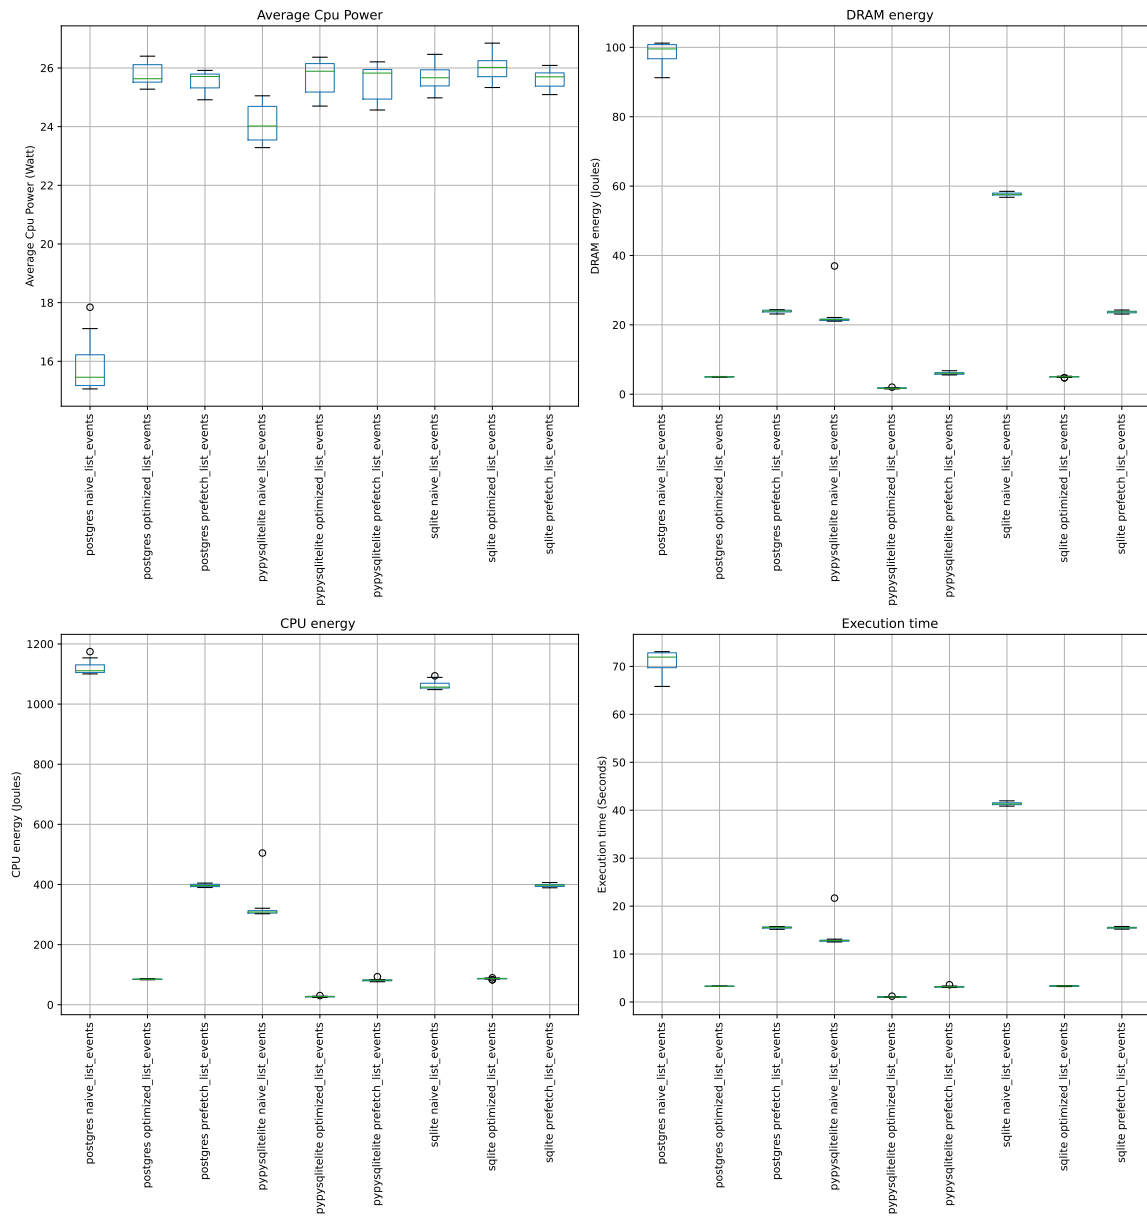 Average Cpu Power
Average Cpu Power (Watt)
26
24
22
20
18
16
postgres naive_list_events
postgres optimized_list_events
postgres prefetch_list_events
pypysqlitelite naive_list_events
pypysqlitelite optimized_list_events
pypysqlitelite prefetch_list_events
sqlite naive_list_events
sqlite optimized_list_events
sqlite prefetch_list_events
DRAM energy
DRAM energy (Joules)
100
80
60
40
20
0
postgres naive_list_events
postgres optimized_list_events
postgres prefetch_list_events
pypysqlitelite naive_list_events
pypysqlitelite optimized_list_events
pypysqlitelite prefetch_list_events
sqlite naive_list_events
sqlite optimized_list_events
sqlite prefetch_list_events
CPU energy
CPU energy (Joules)
1200
1000
800
600
400
200
0
postgres naive_list_events
postgres optimized_list_events
postgres prefetch_list_events
pypysqlitelite naive_list_events
pypysqlitelite optimized_list_events
pypysqlitelite prefetch_list_events
sqlite naive_list_events
sqlite optimized_list_events
sqlite prefetch_list_events
Execution time
Execution time (Seconds)
70
60
50
40
30
20
10
0
postgres naive_list_events
postgres optimized_list_events
postgres prefetch_list_events
pypysqlitelite naive_list_events
pypysqlitelite optimized_list_events
pypysqlitelite prefetch_list_events
sqlite naive_list_events
sqlite optimized_list_events
sqlite prefetch_list_events